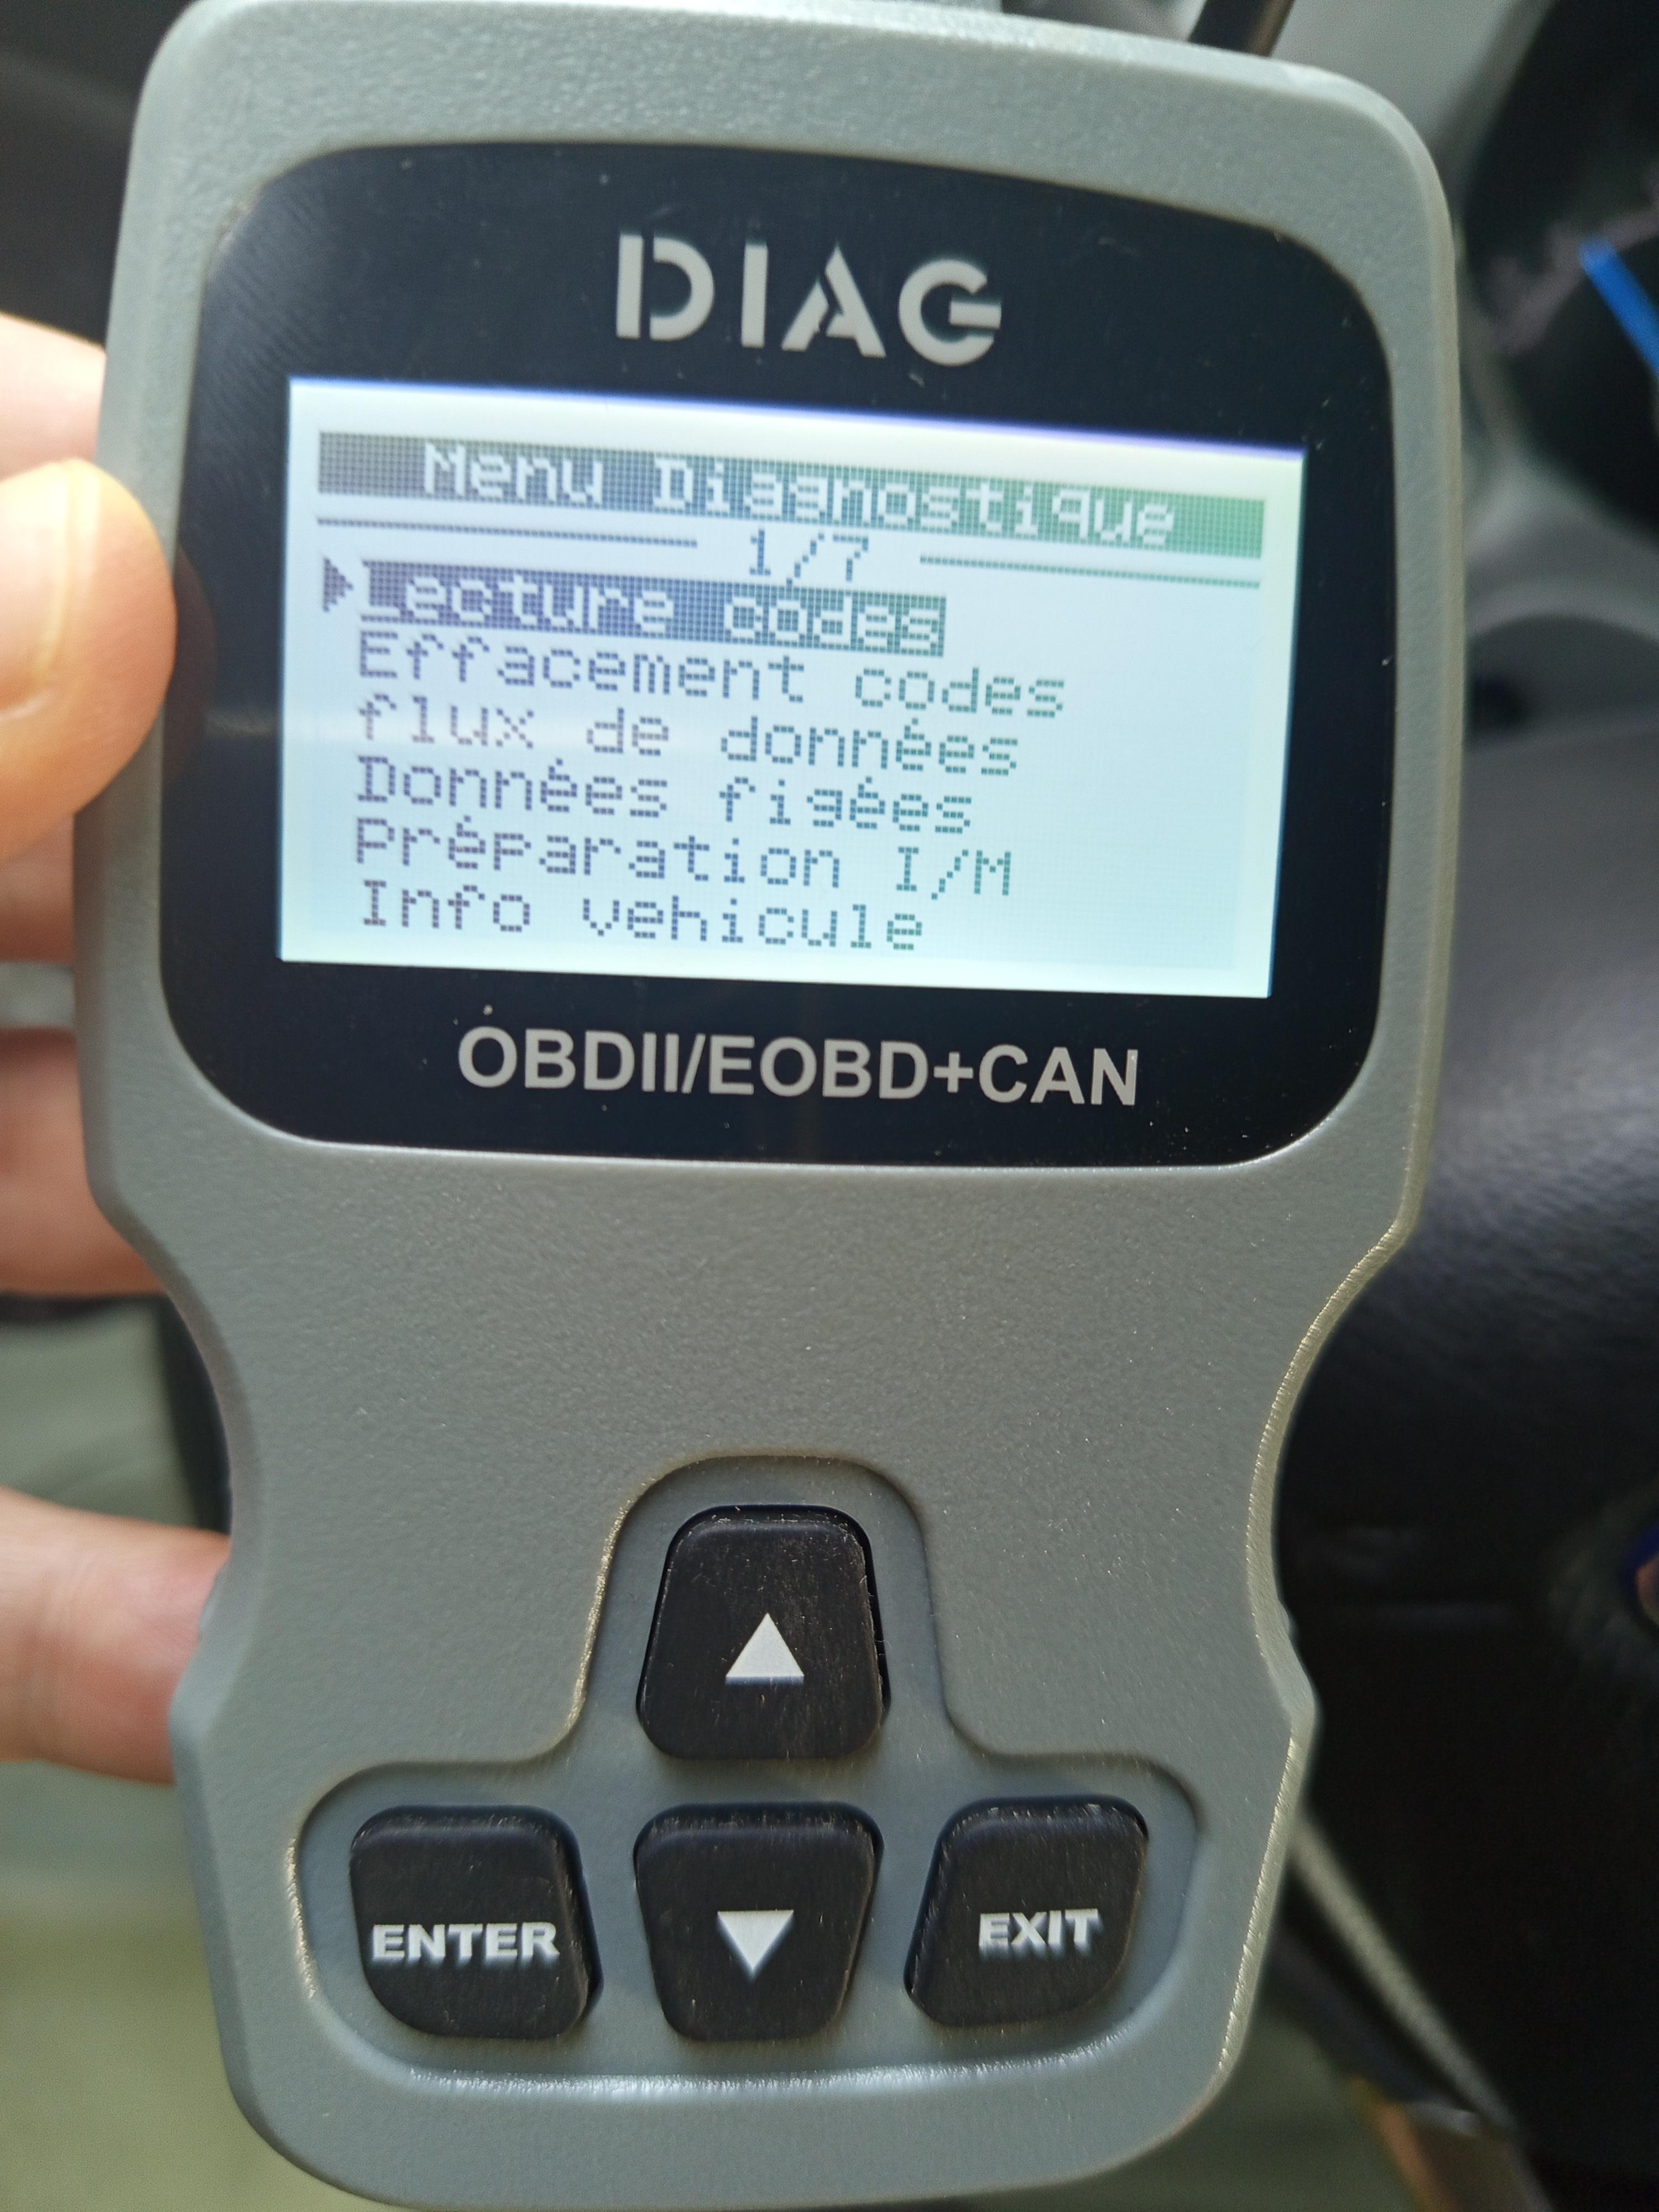 DIAG
Menu Diagnostique
1/7
Lecture codes
Effacement codes
flux de données
Données figées
Préparation I/M
Info vehicule
OBDII/EOBD+CAN
ENTER
EXIT